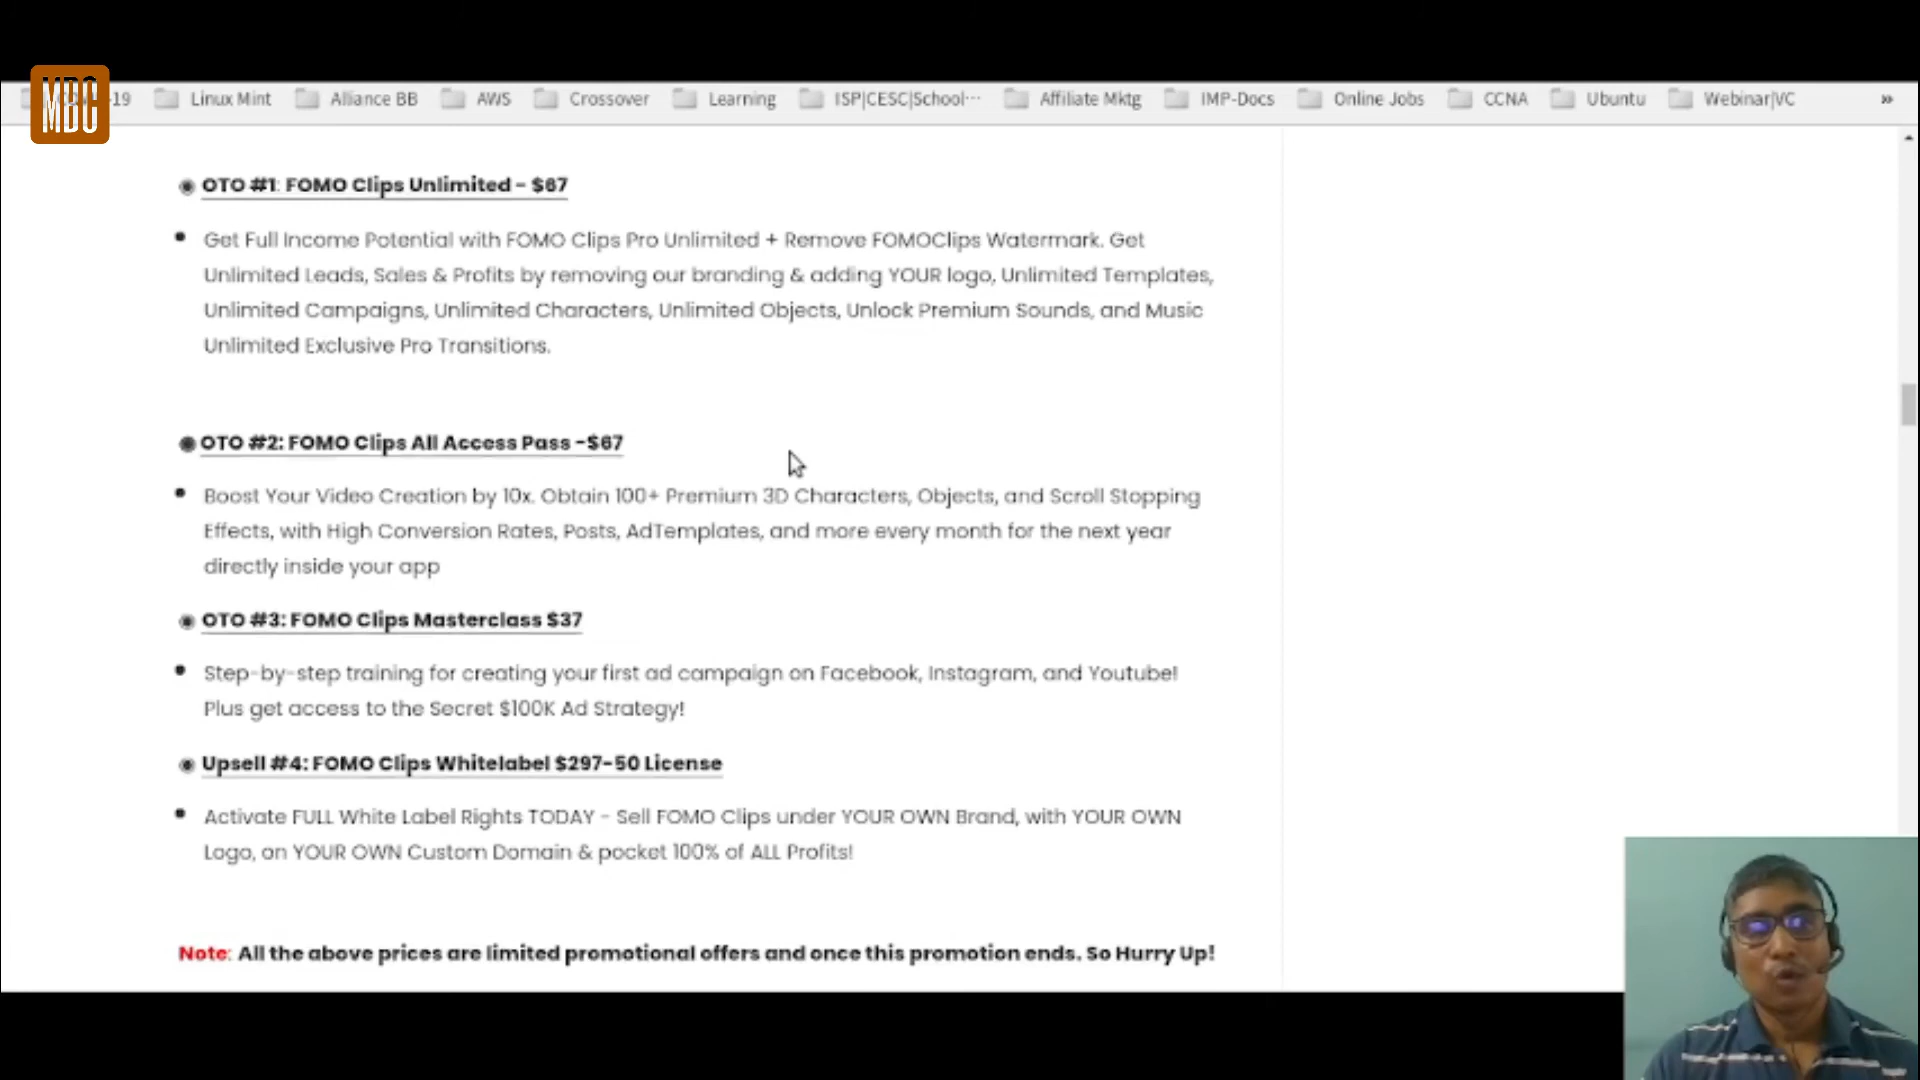 MBC
19
Linux Mint
Alliance BB
AWS
Crossover
Learning
ISP|CESC|School…
Affiliate Mktg
IMP-Docs
Online Jobs
CCNA
Ubuntu
Webinar|VC
»
OTO #1: FOMO Clips Unlimited - $67
Get Full Income Potential with FOMO Clips Pro Unlimited + Remove FOMOClips Watermark. Get
Unlimited Leads, Sales & Profits by removing our branding & adding YOUR logo, Unlimited Templates,
Unlimited Campaigns, Unlimited Characters, Unlimited Objects, Unlock Premium Sounds, and Music
Unlimited Exclusive Pro Transitions.
OTO #2: FOMO Clips All Access Pass -$67
Boost Your Video Creation by 10x. Obtain 100+ Premium 3D Characters, Objects, and Scroll Stopping
Effects, with High Conversion Rates, Posts, AdTemplates, and more every month for the next year
directly inside your app
OTO #3: FOMO Clips Masterclass $37
Step-by-step training for creating your first ad campaign on Facebook, Instagram, and Youtube!
Plus get access to the Secret $100K Ad Strategy!
Upsell #4: FOMO Clips Whitelabel $297-50 License
Activate FULL White Label Rights TODAY - Sell FOMO Clips under YOUR OWN Brand, with YOUR OWN
Logo, on YOUR OWN Custom Domain & pocket 100% of ALL Profits!
Note: All the above prices are limited promotional offers and once this promotion ends. So Hurry Up!